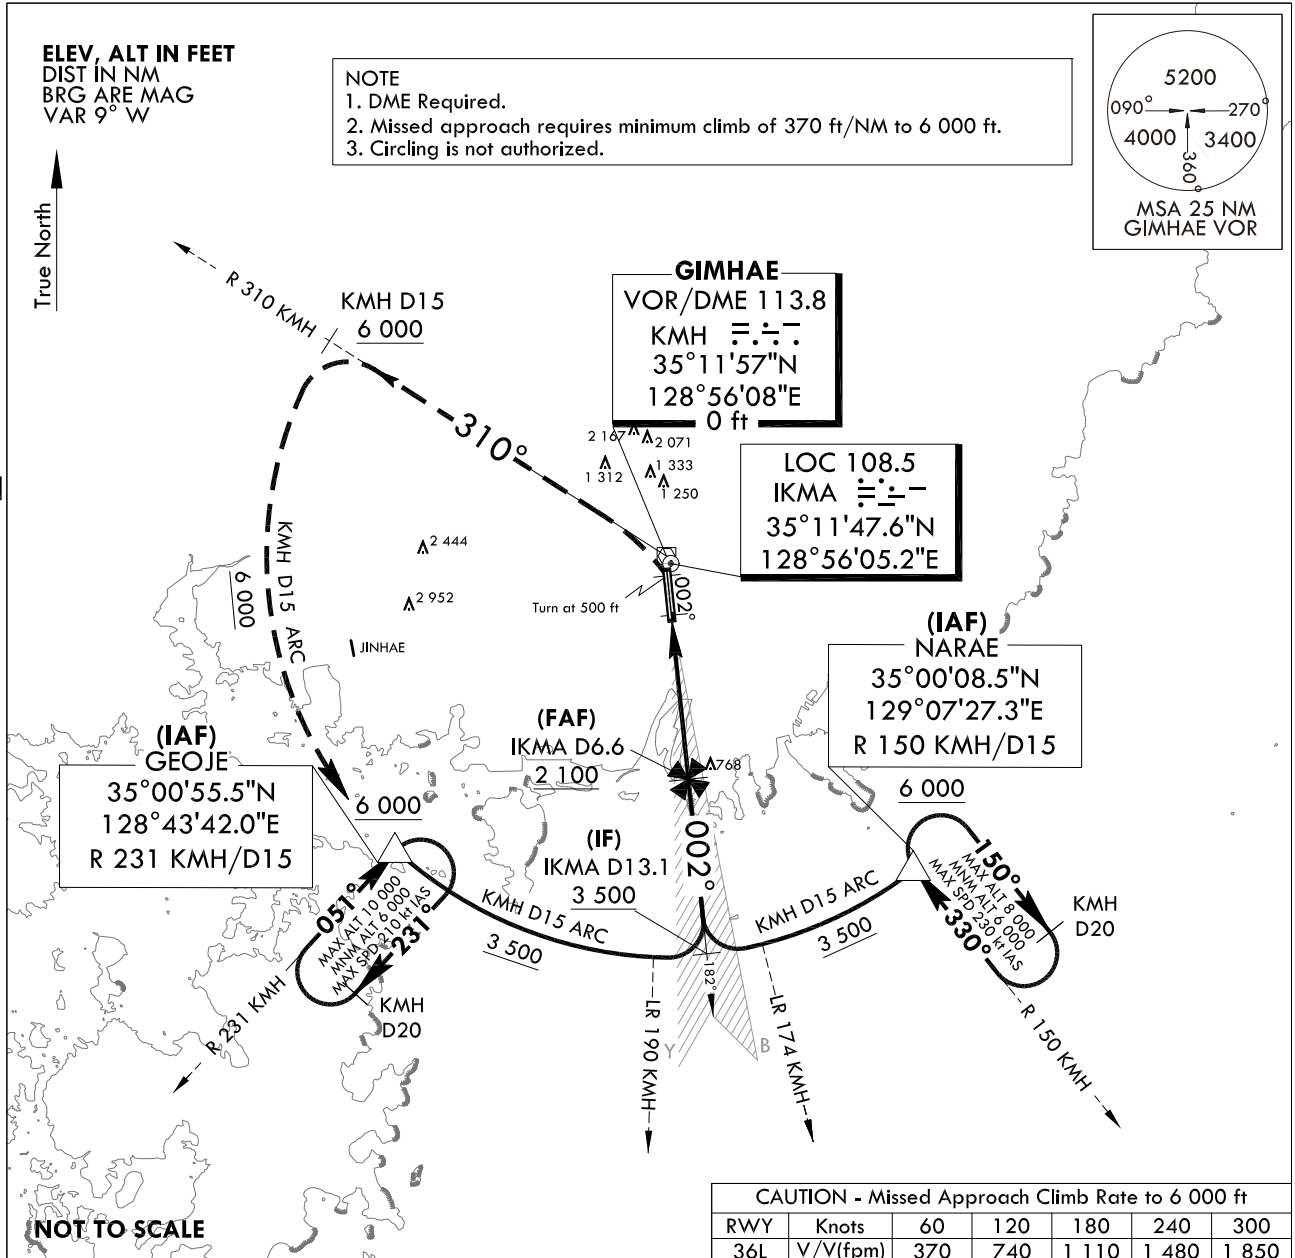 ELEV, ALT IN FEET
DIST IN NM
BRG ARE MAG
VAR 9° W
NOTE
1. DME Required.
2. Missed approach requires minimum climb of 370 ft/NM to 6 000 ft.
3. Circling is not authorized.
5200
090°
270°
4000
3400
360°
MSA 25 NM
GIMHAE VOR
True North
R 310 KMH
KMH D15
6 000
GIMHAE
VOR/DME 113.8
KMH
35°11'57"N
128°56'08"E
0 ft
310°
2 167
2 071
1 312
1 333
1 250
LOC 108.5
IKMA
35°11'47.6"N
128°56'05.2"E
KMH D15 ARC
6 000
2 444
2 952
JINHAE
Turn at 500 ft
002°
(IAF)
NARAE
35°00'08.5"N
129°07'27.3"E
R 150 KMH/D15
6 000
(FAF)
IKMA D6.6
2 100
768
(IAF)
GEOJE
35°00'55.5"N
128°43'42.0"E
R 231 KMH/D15
6 000
(IF)
IKMA D13.1
3 500
002°
KMH D15 ARC
3 500
KMH D15 ARC
3 500
051°
MAX ALT 10 000
MNM ALT 6 000
MAX SPD 210 kt IAS
231°
KMH
D20
R 231 KMH
150°
MAX ALT 8 000
MNM ALT 6 000
MAX SPD 230 kt IAS
330°
KMH
D20
R 150 KMH
182°
LR 190 KMH
LR 174 KMH
Y
B
NOT TO SCALE
CAUTION - Missed Approach Climb Rate to 6 000 ft
RWY Knots 60 120 180 240 300
36L V/V(fpm) 370 740 1 110 1 480 1 850